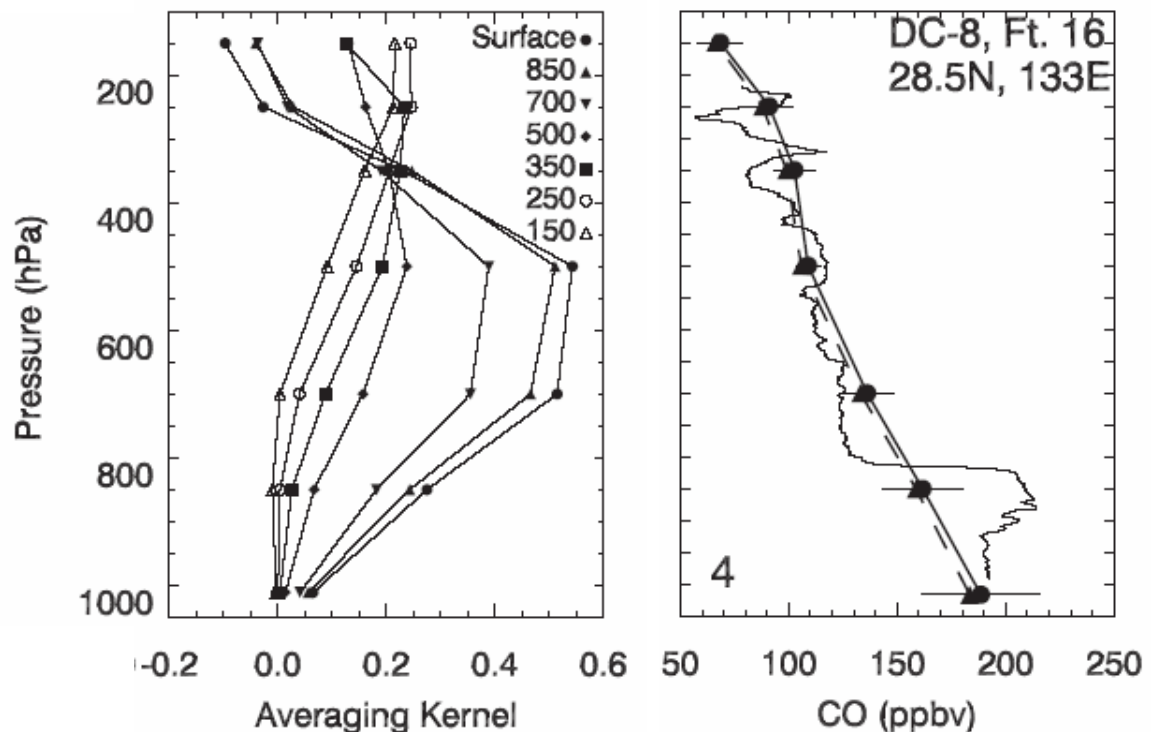 Surface
850
700
500
350
250
150
200
400
600
800
1000
Pressure (hPa)
-0.2 0.0 0.2 0.4 0.6
Averaging Kernel
DC-8, Ft. 16
28.5N, 133E
4
50 100 150 200 250
CO (ppbv)